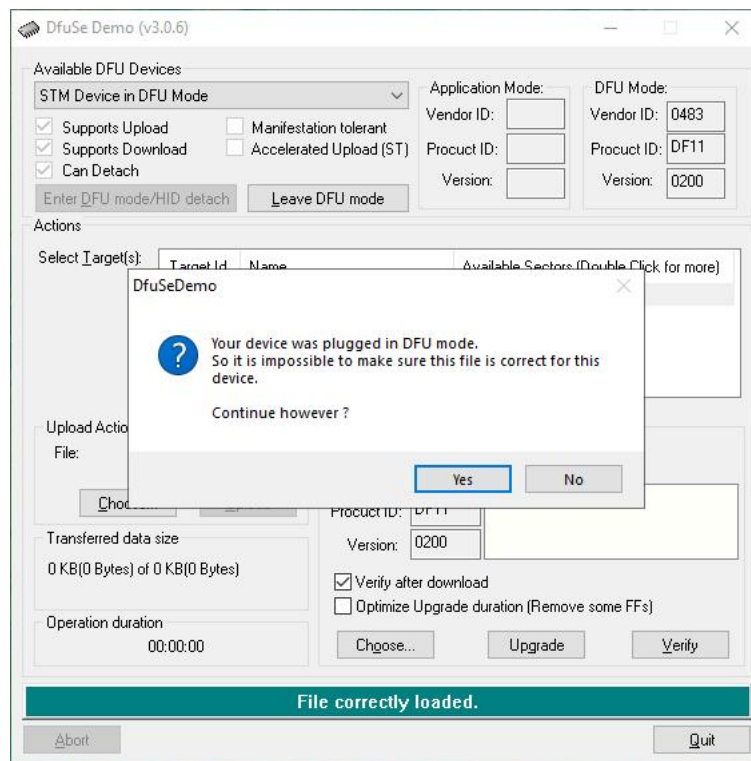 DfuSe Demo (v3.0.6)
Available DFU Devices
STM Device in DFU Mode
Supports Upload
Manifestation tolerant
Supports Download
Accelerated Upload (ST)
Can Detach
Enter DFU mode/HID detach
Leave DFU mode
Application Mode:
Vendor ID:
Procuct ID:
Version:
DFU Mode:
Vendor ID: 0483
Procuct ID: DF11
Version: 0200
Actions
Select Target(s):
Target Id Name Available Sectors (Double Click for more)
DfuSeDemo
Your device was plugged in DFU mode.
So it is impossible to make sure this file is correct for this
device.
Continue however ?
Yes No
Upload Actio
File:
Choose...
Transferred data size
0 KB(0 Bytes) of 0 KB(0 Bytes)
Operation duration
00:00:00
Procuct ID: DF11
Version: 0200
Verify after download
Optimize Upgrade duration (Remove some FFs)
Choose... Upgrade Verify
File correctly loaded.
Abort Quit